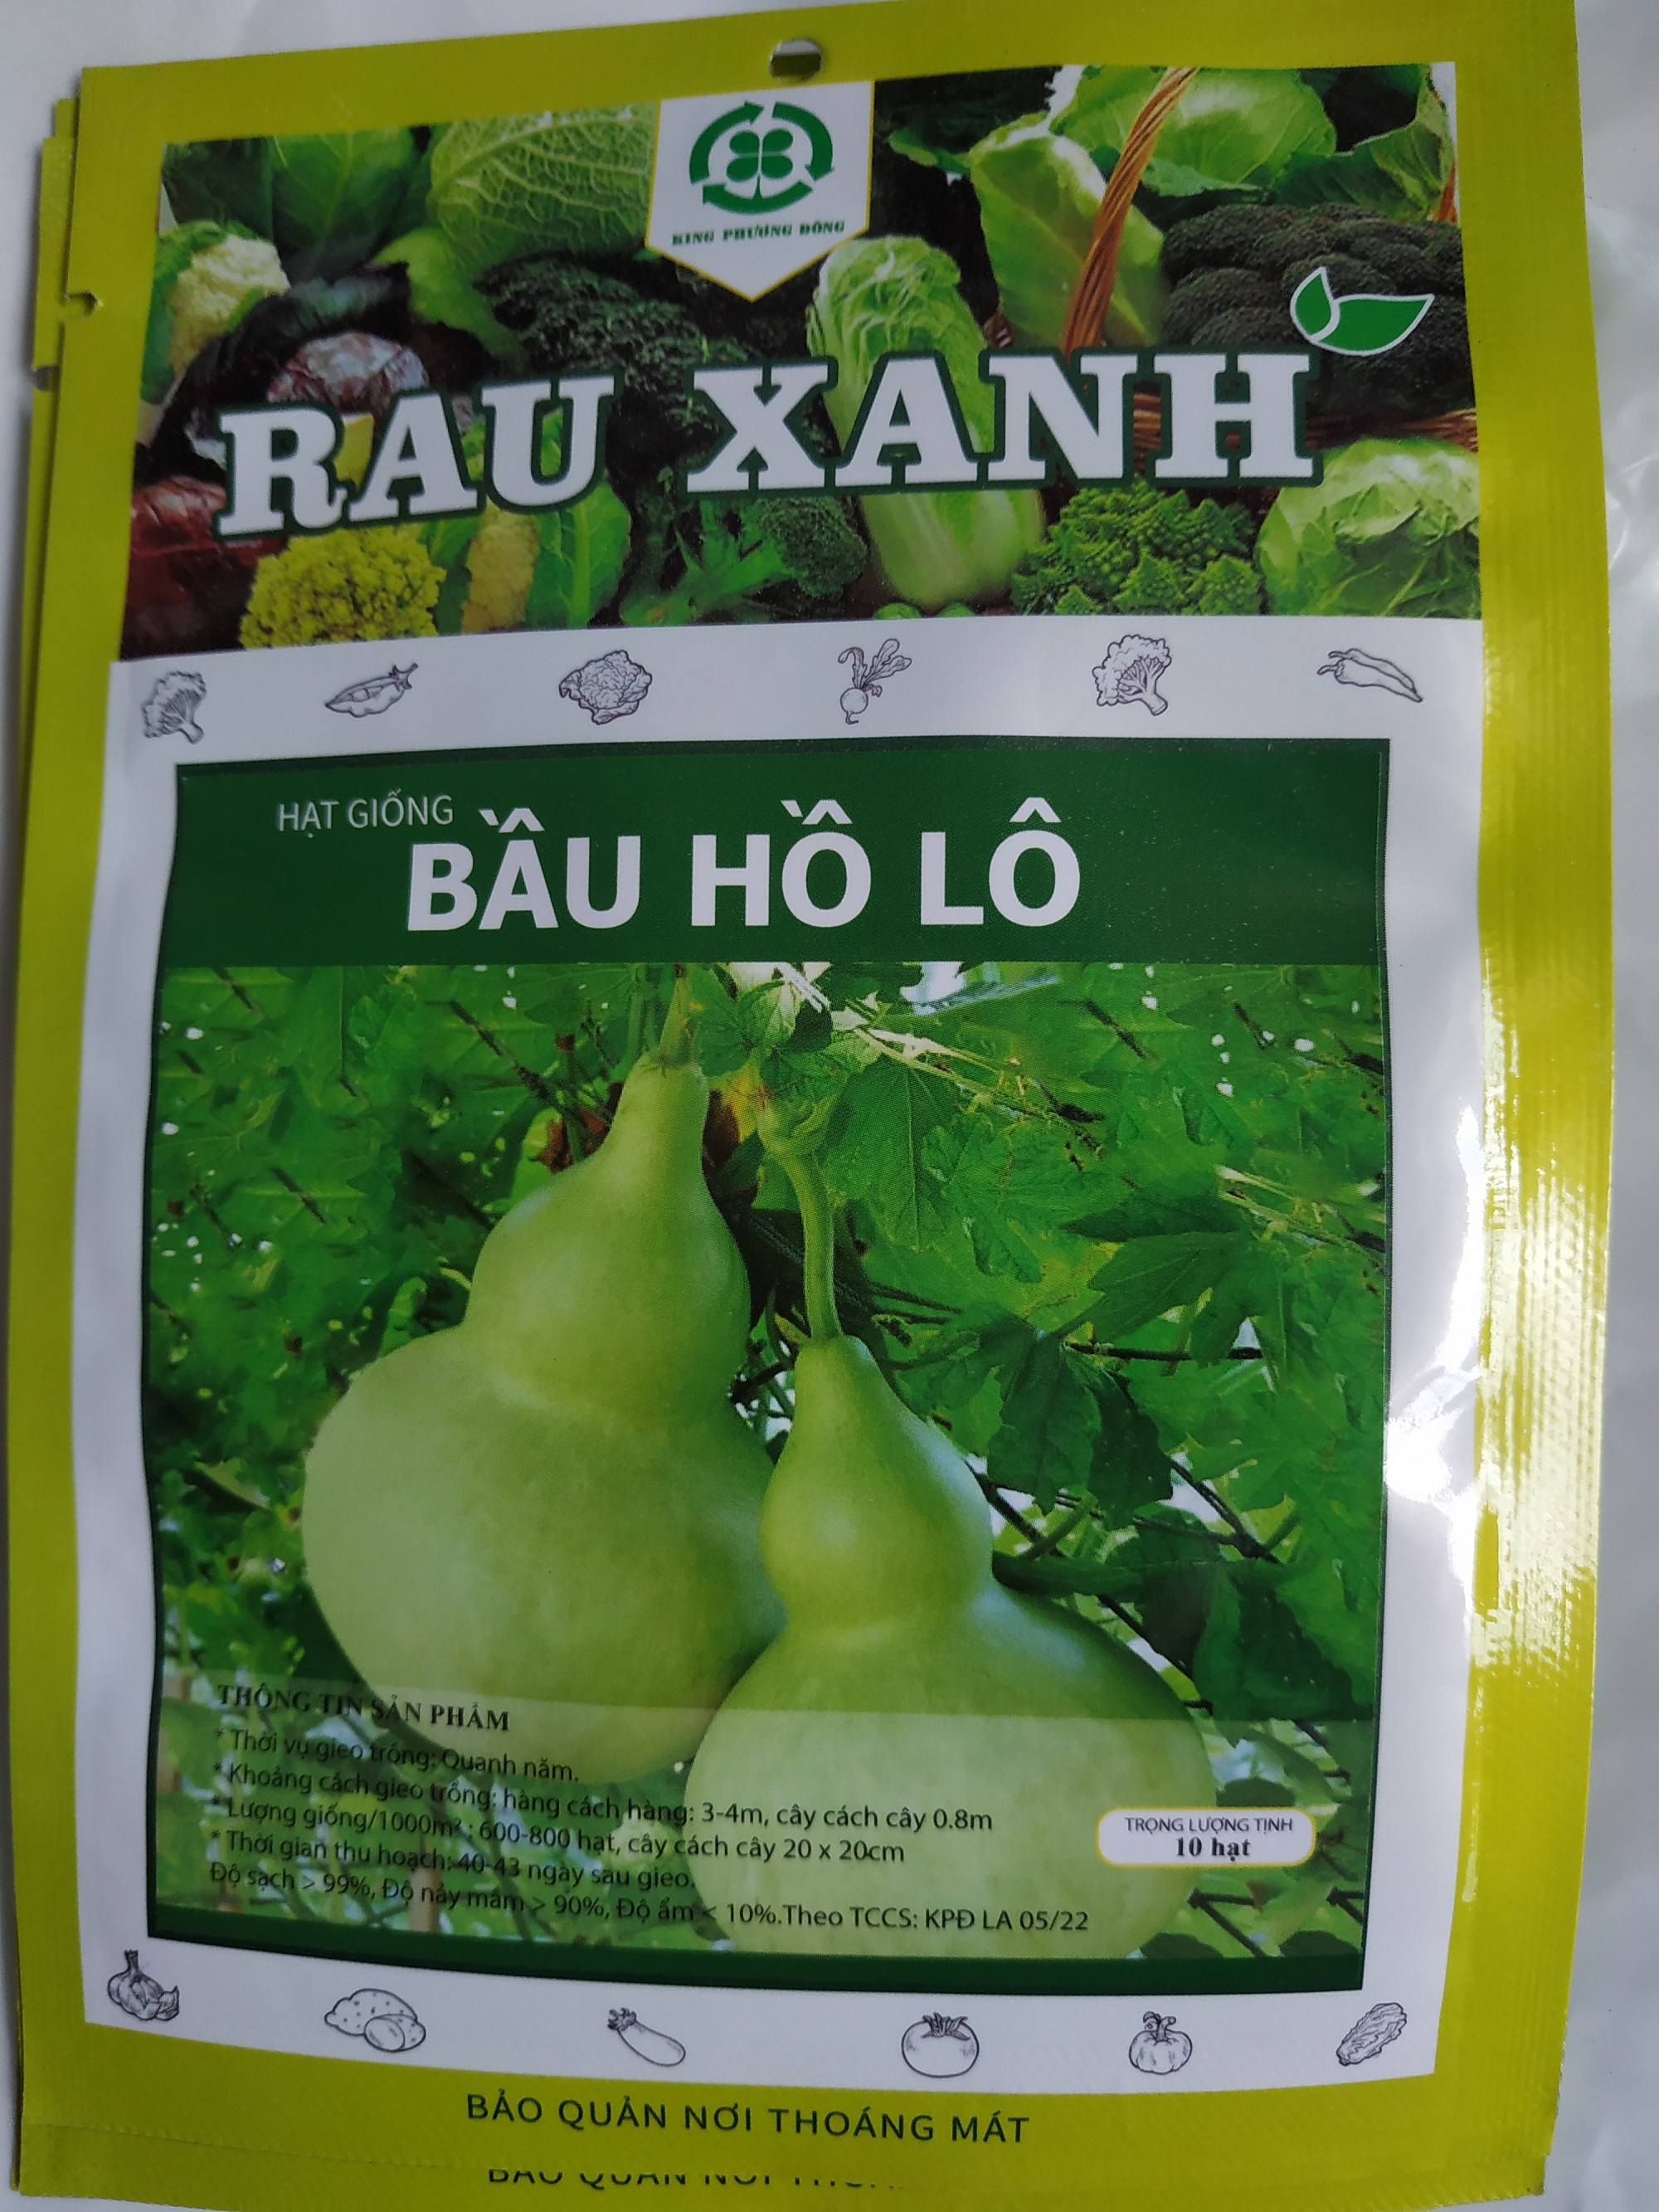 KING PHƯƠNG ĐÔNG
RAU XANH
HẠT GIỐNG
BẦU HỒ LÔ
THÔNG TIN SẢN PHẨM
* Thời vụ gieo trồng: Quanh năm.
* Khoảng cách gieo trồng: hàng cách hàng: 3-4m, cây cách cây 0.8m
* Lượng giống/1000m² : 600-800 hạt, cây cách cây 20 x 20cm
* Thời gian thu hoạch: 40-43 ngày sau gieo.
Độ sạch > 99%, Độ nảy mầm > 90%, Độ ẩm < 10%.Theo TCCS: KPĐ LA 05/22
TRỌNG LƯỢNG TỊNH
10 hạt
BẢO QUẢN NƠI THOÁNG MÁT